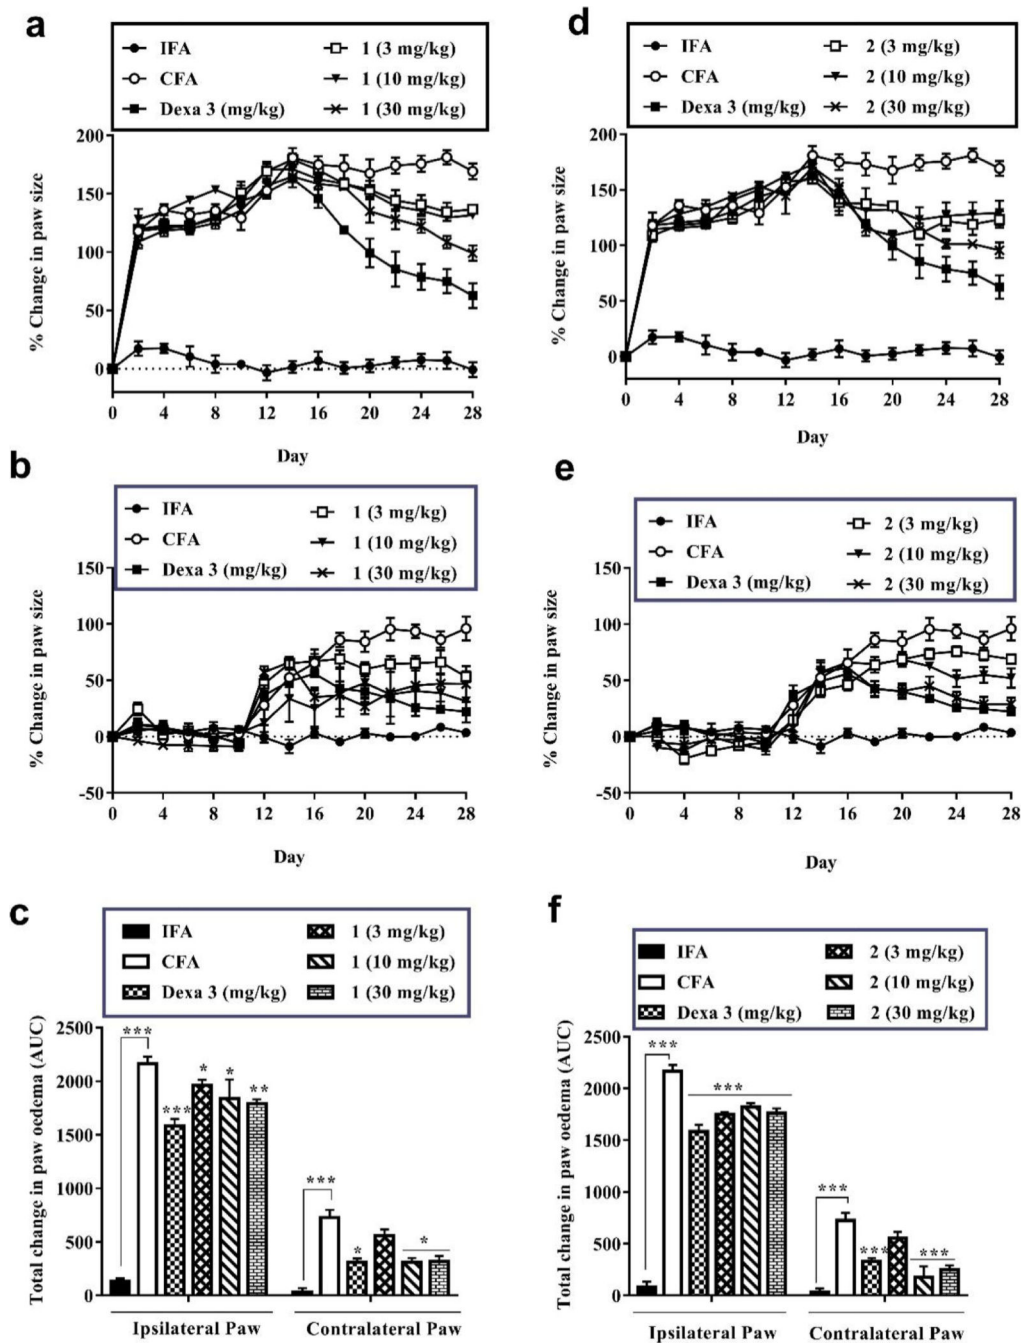 a
IFA
CFA
Dexa 3 (mg/kg)
1 (3 mg/kg)
1 (10 mg/kg)
1 (30 mg/kg)
% Change in paw size
200
150
100
50
0
0 4 8 12 16 20 24 28
Day
b
IFA
CFA
Dexa 3 (mg/kg)
1 (3 mg/kg)
1 (10 mg/kg)
1 (30 mg/kg)
% Change in paw size
150
100
50
0
-50
0 4 8 12 16 20 24 28
Day
c
IFA
CFA
Dexa 3 (mg/kg)
1 (3 mg/kg)
1 (10 mg/kg)
1 (30 mg/kg)
Total change in paw oedema (AUC)
2500
2000
1500
1000
500
0
***
***
*
*
**
***
*
*
Ipsilateral Paw
Contralateral Paw
d
IFA
CFA
Dexa 3 (mg/kg)
2 (3 mg/kg)
2 (10 mg/kg)
2 (30 mg/kg)
% Change in paw size
200
150
100
50
0
0 4 8 12 16 20 24 28
Day
e
IFA
CFA
Dexa 3 (mg/kg)
2 (3 mg/kg)
2 (10 mg/kg)
2 (30 mg/kg)
% Change in paw size
150
100
50
0
-50
0 4 8 12 16 20 24 28
Day
f
IFA
CFA
Dexa 3 (mg/kg)
2 (3 mg/kg)
2 (10 mg/kg)
2 (30 mg/kg)
Total change in paw oedema (AUC)
2500
2000
1500
1000
500
0
***
***
***
***
***
Ipsilateral Paw
Contralateral Paw